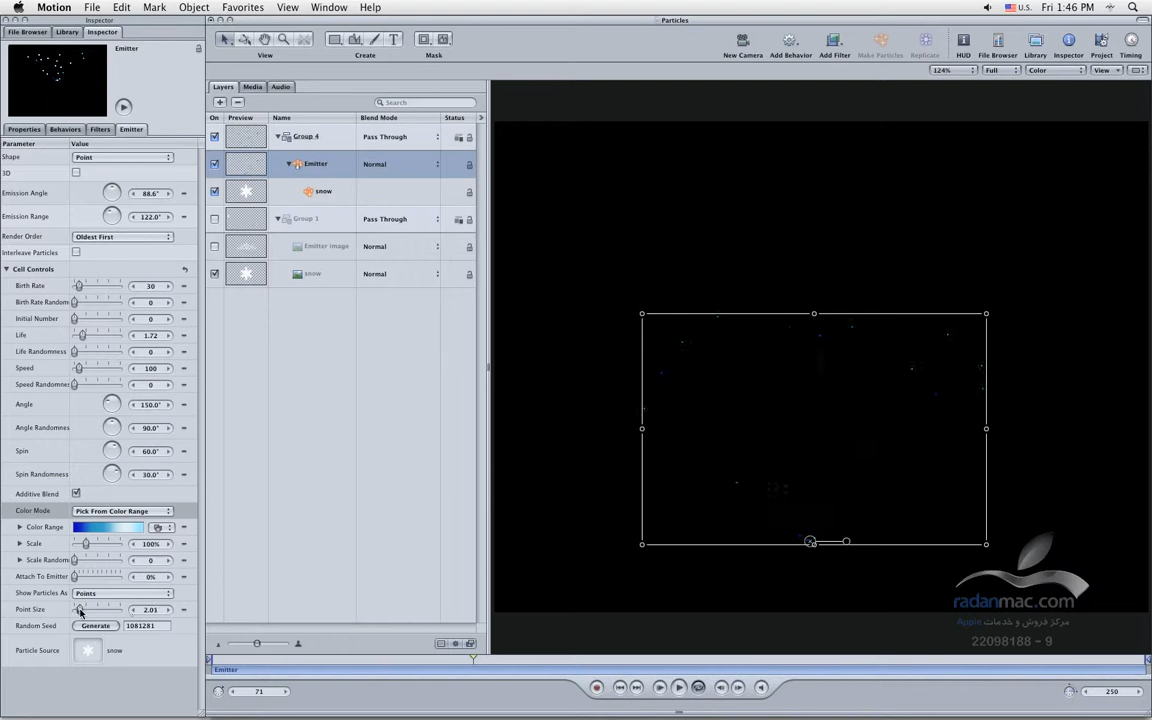 Motion File Edit Mark Object Favorites View Window Help U.S. Fri 1:46 PM
Inspector
Particles
File Browser Library Inspector
Emitter
View Create Mask New Camera Add Behavior Add Filter Make Particles Replicate HUD File Browser Library Inspector Project Timing
124% Full Color View
Layers Media Audio
Search
Properties Behaviors Filters Emitter
On Preview Name Blend Mode Status
Group 4 Pass Through
Emitter Normal
snow
Group 1 Pass Through
Emitter image Normal
snow Normal
Parameter Value
Shape Point
3D
Emission Angle 88.6°
Emission Range 122.0°
Render Order Oldest First
Interleave Particles
Cell Controls
Birth Rate 30
Birth Rate Random 0
Initial Number 0
Life 1.72
Life Randomness 0
Speed 100
Speed Randomne 0
Angle 150.0°
Angle Randomnes 90.0°
Spin 60.0°
Spin Randomness 30.0°
Additive Blend
Color Mode Pick From Color Range
Color Range
Scale 100%
Scale Random 0
Attach To Emitter 0%
Show Particles As Points
Point Size 2.01
Random Seed Generate 1081281
Particle Source snow
radanmac.com
مرکز فروش و خدمات Apple
22098188 - 9
Emitter
71 250